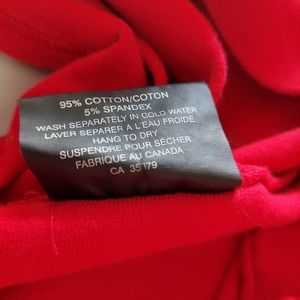 95% COTTON/COTON
5% SPANDEX
WASH SEPARATELY IN COLD WATER
LAVER SEPARER A L'EAU FROIDE
HANG TO DRY
SUSPENDRE POUR SÈCHER
FABRIQUE AU CANADA
CA 35179